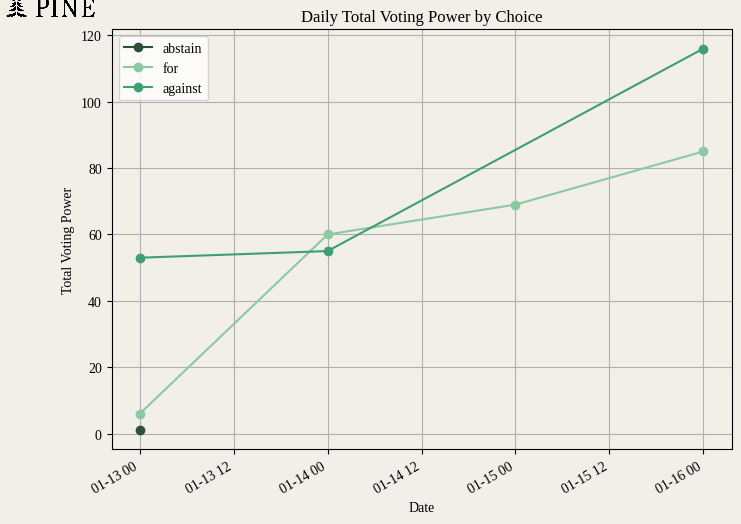 PINE
Daily Total Voting Power by Choice
120
100
80
60
40
20
0
Total Voting Power
abstain
for
against
01-13 00
01-13 12
01-14 00
01-14 12
01-15 00
01-15 12
01-16 00
Date